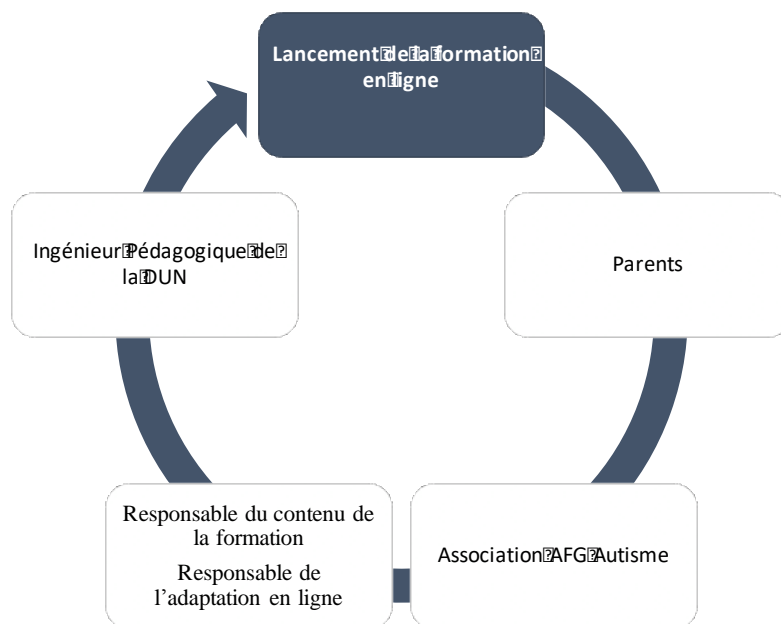 Lancement de la formation
en ligne
Parents
Association AFG Autisme
Responsable du contenu de
la formation
Responsable de
l’adaptation en ligne
Ingénieur Pédagogique de
la DUN